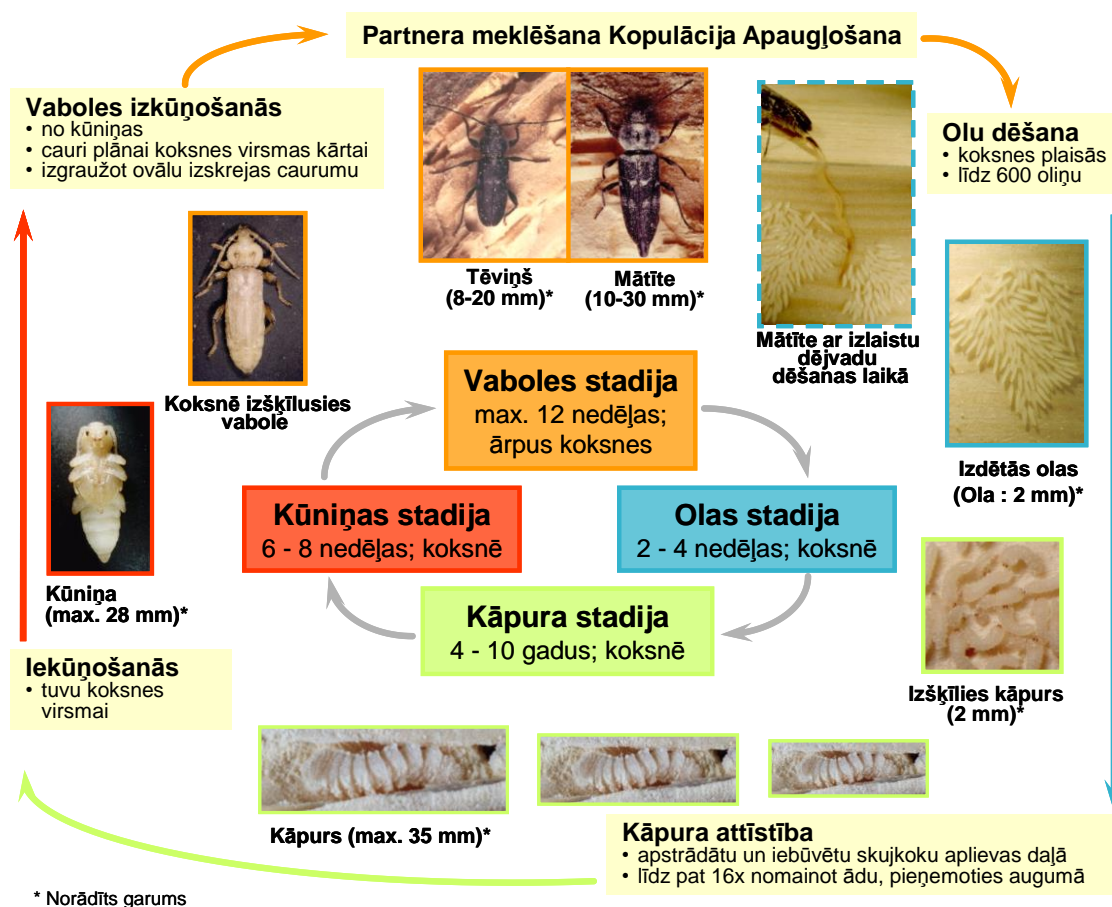 Partnera meklēšana Kopulācija Apaugļošana
Vaboles izkūņošanās
• no kūniņas
• cauri plānai koksnes virsmas kārtai
• izgraužot ovālu izskrejas caurumu
Olu dēšana
• koksnes plaisās
• līdz 600 oliņu
Tēviņš
(8-20 mm)*
Mātīte
(10-30 mm)*
Mātīte ar izlaistu
dējvadu
dēšanas laikā
Koksnē izšķīlusies
vabole
Izdētās olas
(Ola : 2 mm)*
Vaboles stadija
max. 12 nedēļas;
ārpus koksnes
Kūniņas stadija
6 - 8 nedēļas; koksnē
Olas stadija
2 - 4 nedēļas; koksnē
Kāpura stadija
4 - 10 gadus; koksnē
Kūniņa
(max. 28 mm)*
Izšķīlies kāpurs
(2 mm)*
Iekūņošanās
• tuvu koksnes
virsmai
Kāpurs (max. 35 mm)*
Kāpura attīstība
• apstrādātu un iebūvētu skujkoku aplievas daļā
• līdz pat 16x nomainot ādu, pieņemoties augumā
* Norādīts garums